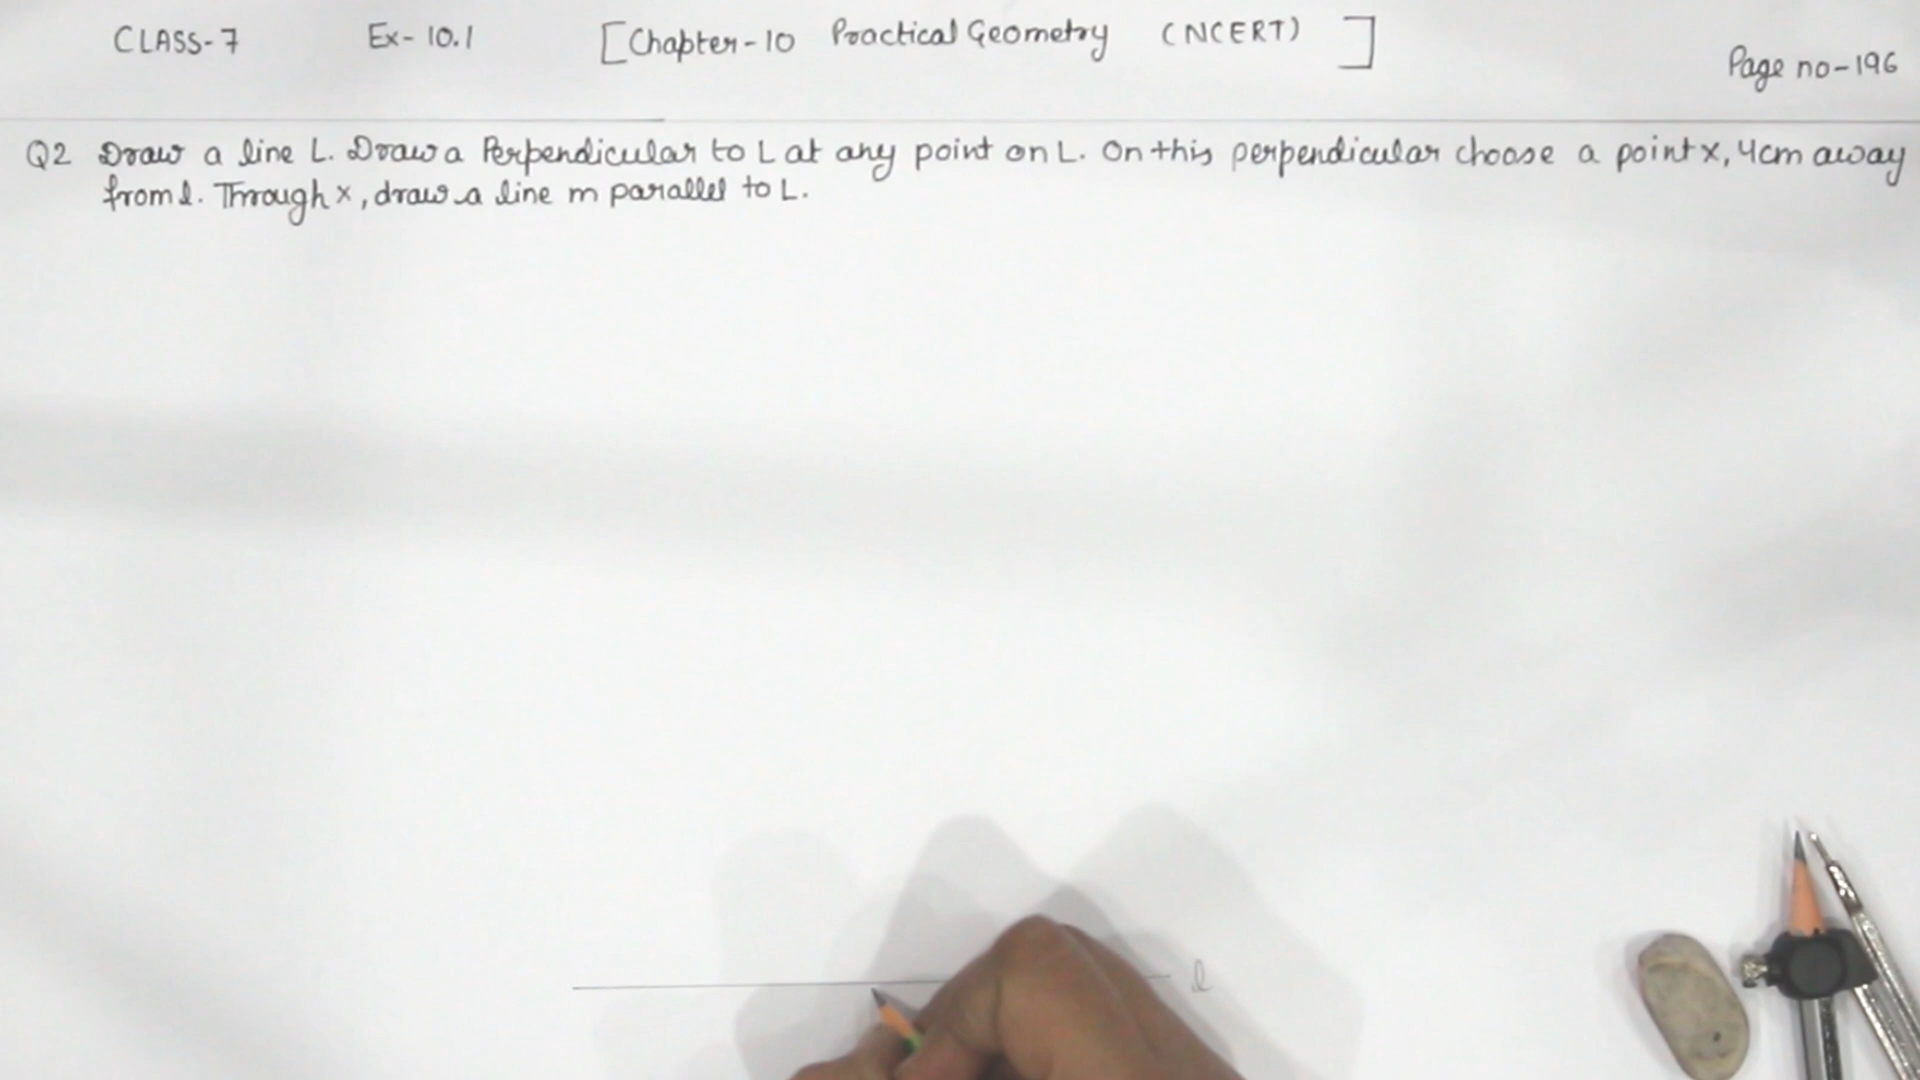 CLASS-7 Ex-10.1 [Chapter-10 Practical Geometry (NCERT)]
Page no-196
Q2 Draw a line L. Draw a Perpendicular to L at any point on L. On this perpendicular choose a point x, 4cm away
from l. Through x, draw a line m parallel to L.
l